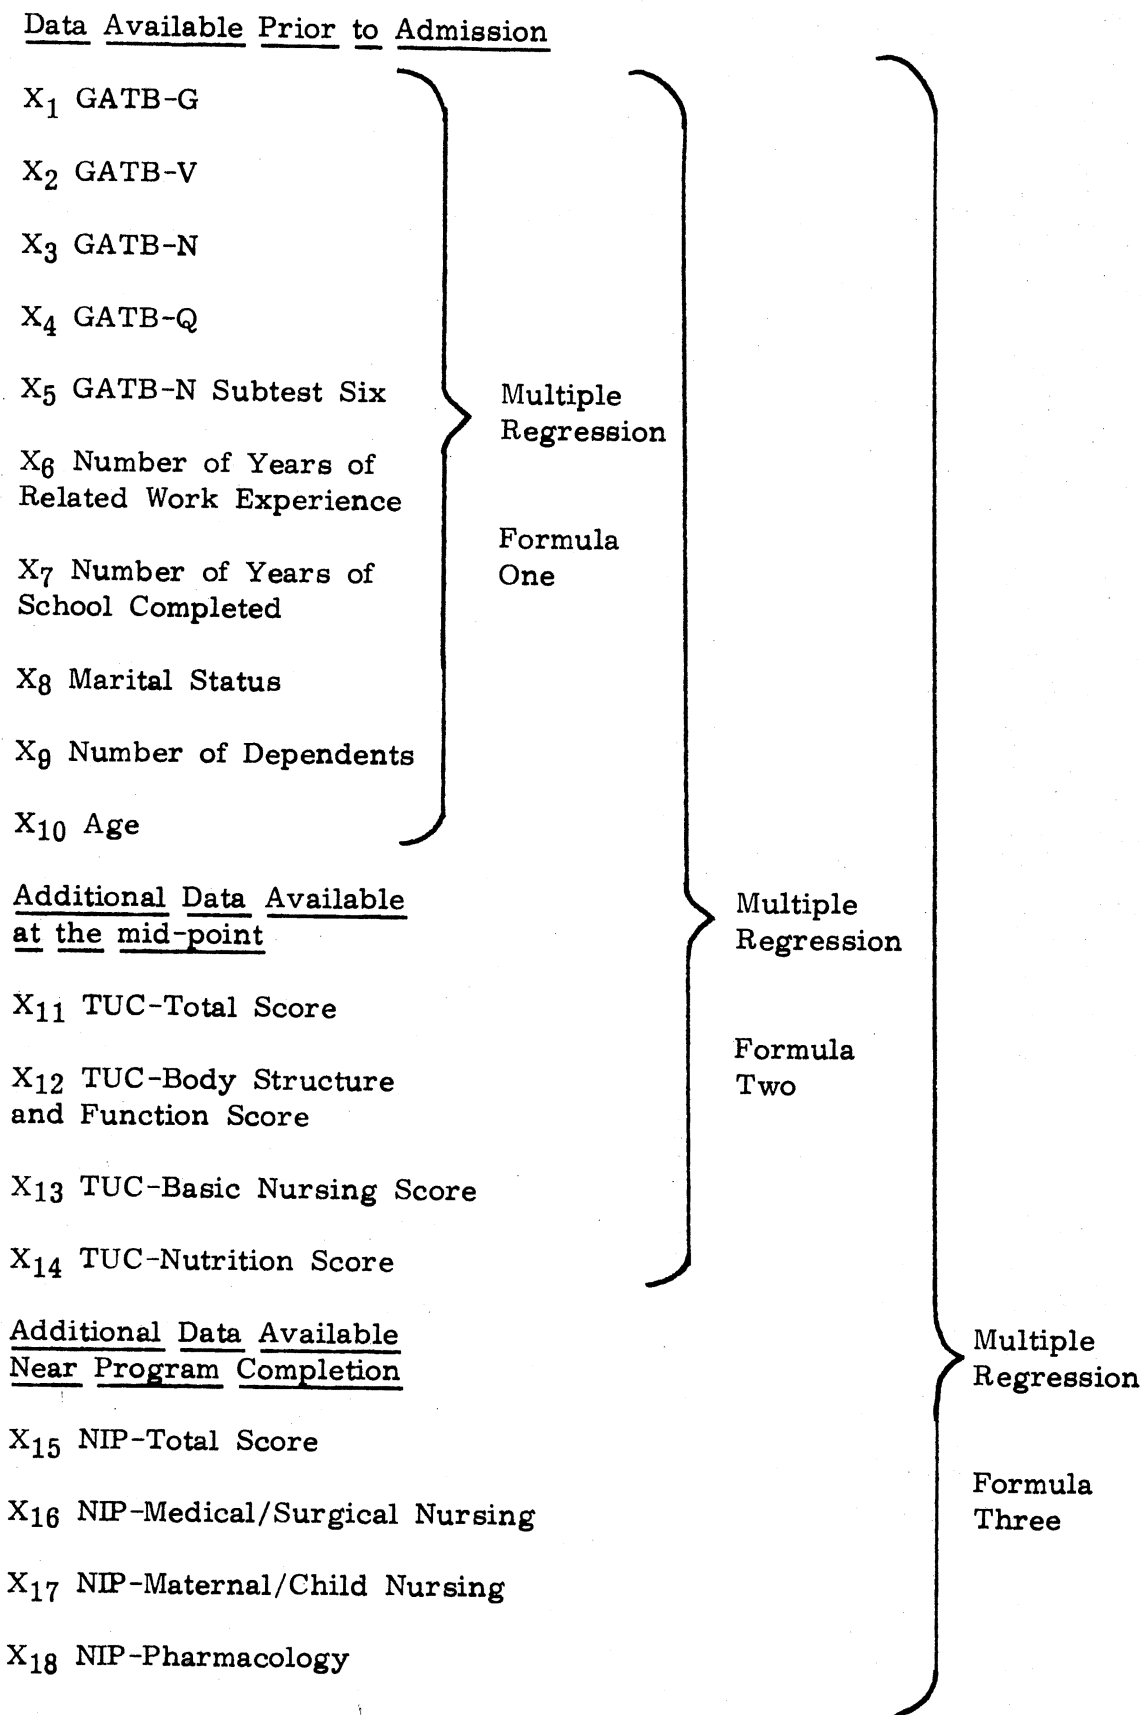 Data Available Prior to Admission
X1 GATB-G
X2 GATB-V
X3 GATB-N
X4 GATB-Q
X5 GATB-N Subtest Six
X6 Number of Years of
Related Work Experience
X7 Number of Years of
School Completed
X8 Marital Status
X9 Number of Dependents
X10 Age
Multiple
Regression
Formula
One
Additional Data Available
at the mid-point
X11 TUC-Total Score
X12 TUC-Body Structure
and Function Score
X13 TUC-Basic Nursing Score
X14 TUC-Nutrition Score
Multiple
Regression
Formula
Two
Additional Data Available
Near Program Completion
X15 NIP-Total Score
X16 NIP-Medical/Surgical Nursing
X17 NIP-Maternal/Child Nursing
X18 NIP-Pharmacology
Multiple
Regression
Formula
Three